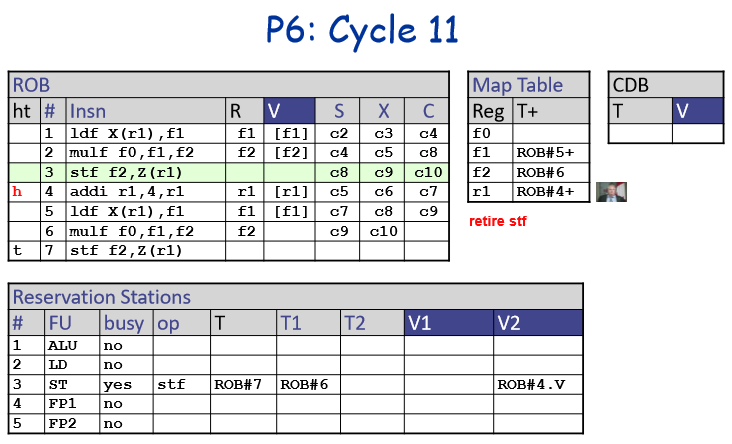 P6: Cycle 11
ROB
ht # Insn R V S X C
1 ldf X(r1),f1 f1 [f1] c2 c3 c4
2 mulf f0,f1,f2 f2 [f2] c4 c5 c8
3 stf f2,Z(r1) c8 c9 c10
h 4 addi r1,4,r1 r1 [r1] c5 c6 c7
5 ldf X(r1),f1 f1 [f1] c7 c8 c9
6 mulf f0,f1,f2 f2 c9 c10
t 7 stf f2,Z(r1)
Map Table
Reg T+
f0
f1 ROB#5+
f2 ROB#6
r1 ROB#4+
CDB
T V
retire stf
Reservation Stations
# FU busy op T T1 T2 V1 V2
1 ALU no
2 LD no
3 ST yes stf ROB#7 ROB#6 ROB#4.V
4 FP1 no
5 FP2 no